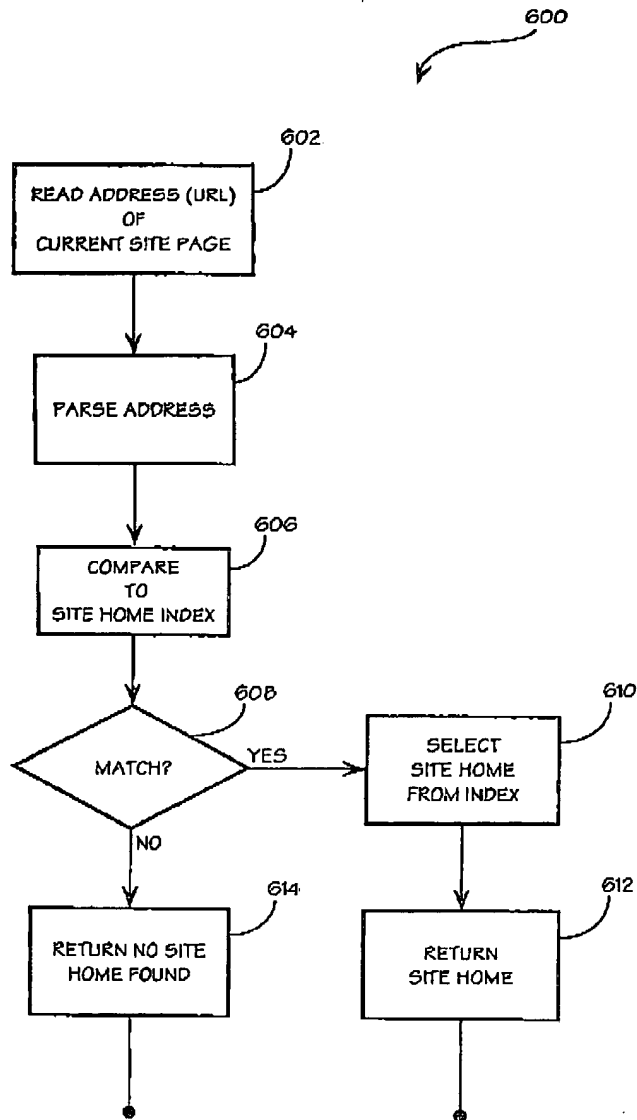 600
602
READ ADDRESS (URL)
OF
CURRENT SITE PAGE
604
PARSE ADDRESS
606
COMPARE
TO
SITE HOME INDEX
608
MATCH?
YES
NO
610
SELECT
SITE HOME
FROM INDEX
614
RETURN NO SITE
HOME FOUND
612
RETURN
SITE HOME